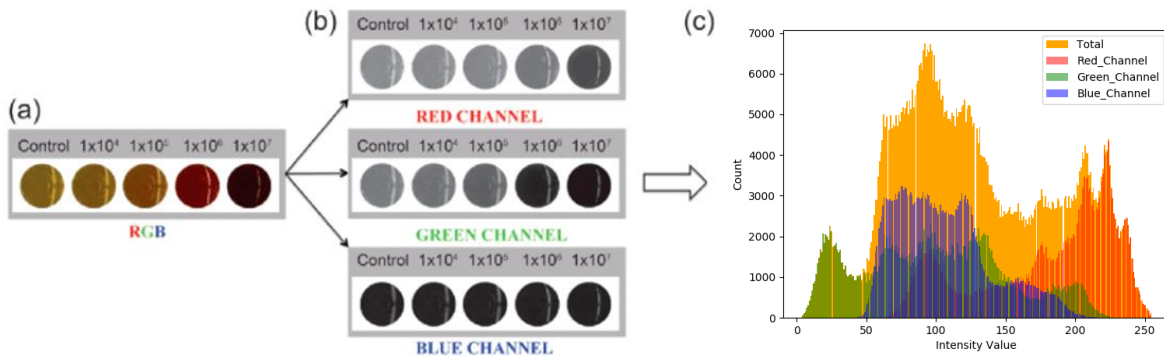 (a)
Control 1x10⁴ 1x10⁵ 1x10⁶ 1x10⁷
RGB
(b)
Control 1x10⁴ 1x10⁵ 1x10⁶ 1x10⁷
RED CHANNEL
Control 1x10⁴ 1x10⁵ 1x10⁶ 1x10⁷
GREEN CHANNEL
Control 1x10⁴ 1x10⁵ 1x10⁶ 1x10⁷
BLUE CHANNEL
(c)
7000
6000
5000
4000
3000
2000
1000
0
Count
Total
Red_Channel
Green_Channel
Blue_Channel
0 50 100 150 200 250
Intensity Value